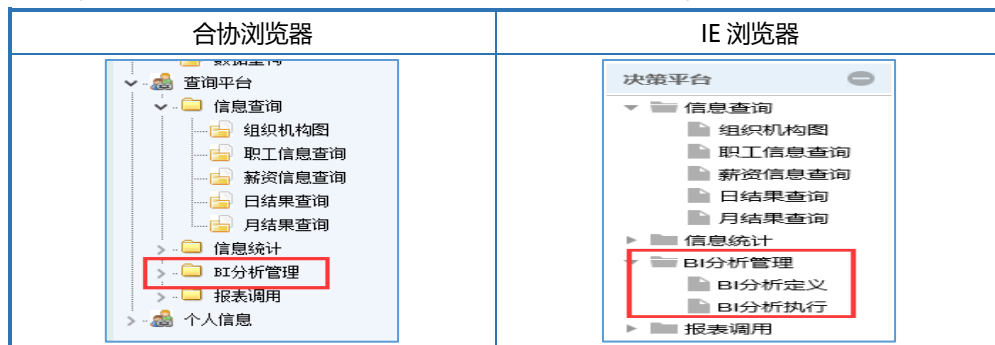 合协浏览器
IE 浏览器
查询平台
信息查询
组织机构图
职工信息查询
薪资信息查询
日结果查询
月结果查询
信息统计
BI分析管理
报表调用
个人信息
决策平台
信息查询
组织机构图
职工信息查询
薪资信息查询
日结果查询
月结果查询
信息统计
BI分析管理
BI分析定义
BI分析执行
报表调用